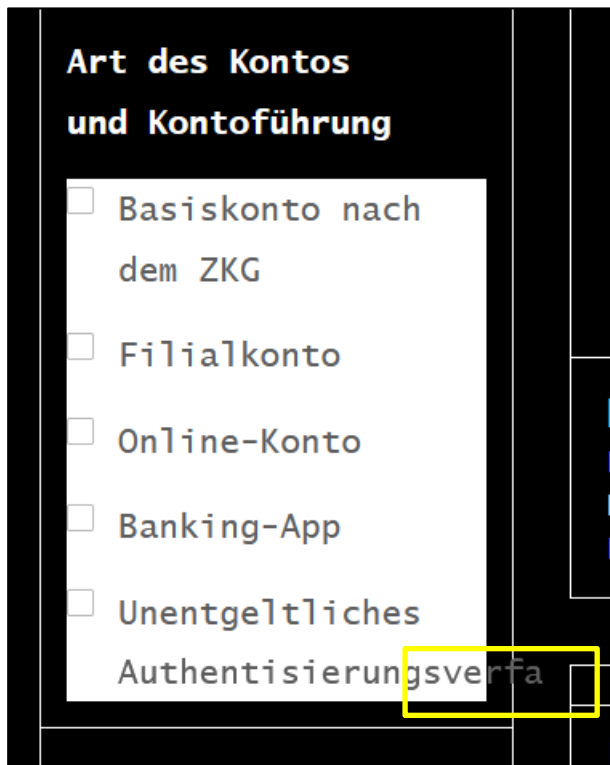 Art des Kontos
und Kontoführung
Basiskonto nach
dem ZKG
Filialkonto
Online-Konto
Banking-App
Unentgeltliches
Authentisierungsverfa